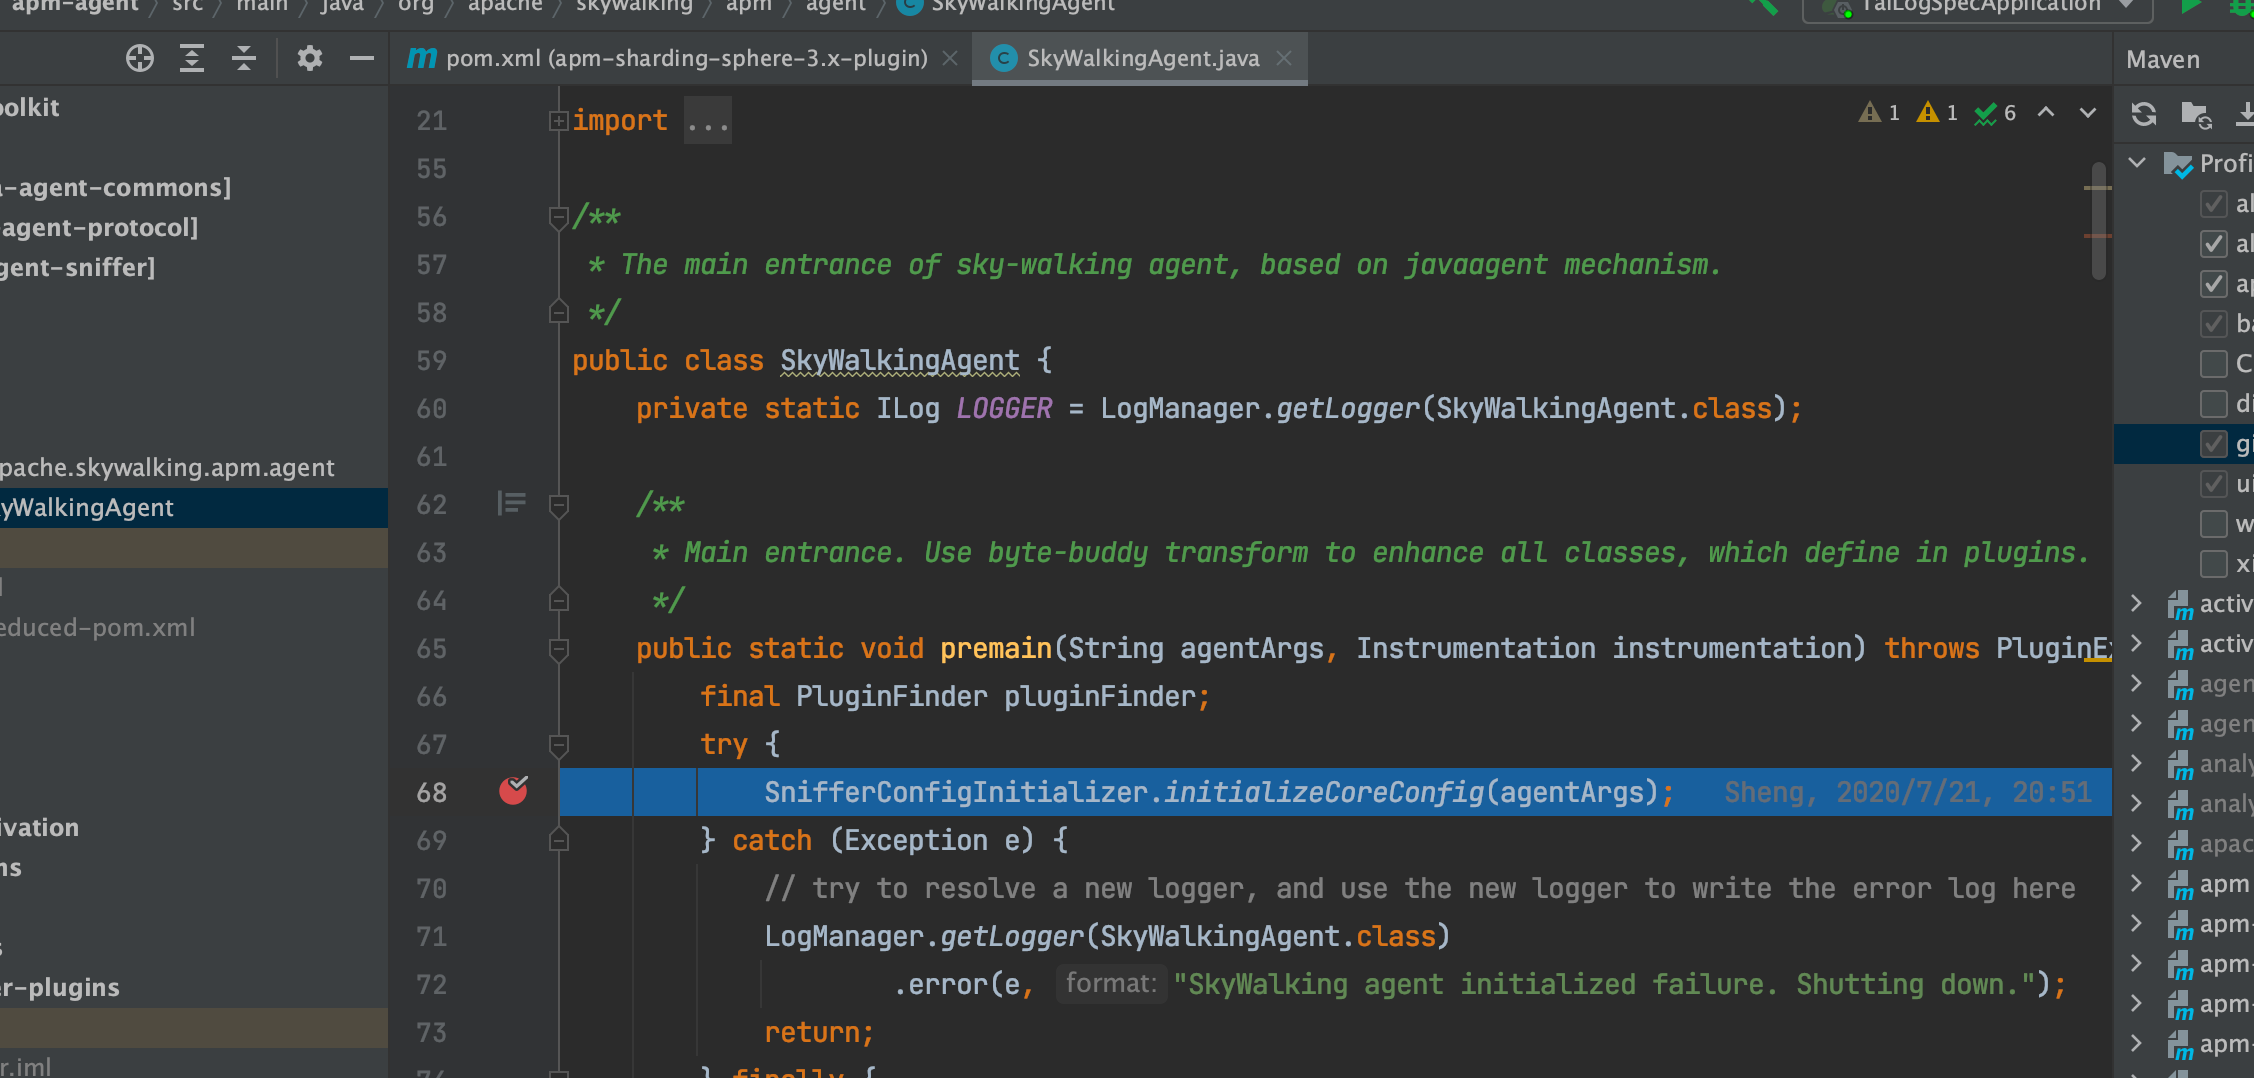 apm-agent / src / main / java / org / apache / skywalking / apm / agent / SkyWalkingAgent
TailLogSpecApplication
pom.xml (apm-sharding-sphere-3.x-plugin)
SkyWalkingAgent.java
Maven
oolkit
a-agent-commons]
-agent-protocol]
gent-sniffer]
pache.skywalking.apm.agent
yWalkingAgent
educed-pom.xml
ivation
ns
s
er-plugins
r.iml
1 1 6
21 import ...
55
56 /**
57 * The main entrance of sky-walking agent, based on javaagent mechanism.
58 */
59 public class SkyWalkingAgent {
60 private static ILog LOGGER = LogManager.getLogger(SkyWalkingAgent.class);
61
62 /**
63 * Main entrance. Use byte-buddy transform to enhance all classes, which define in plugins.
64 */
65 public static void premain(String agentArgs, Instrumentation instrumentation) throws PluginEx
66 final PluginFinder pluginFinder;
67 try {
68 SnifferConfigInitializer.initializeCoreConfig(agentArgs); Sheng, 2020/7/21, 20:51
69 } catch (Exception e) {
70 // try to resolve a new logger, and use the new logger to write the error log here
71 LogManager.getLogger(SkyWalkingAgent.class)
72 .error(e, format: "SkyWalking agent initialized failure. Shutting down.");
73 return;
74 } finally {
Profi
al
al
ap
ba
C
di
gi
ui
w
xi
activ
activ
agen
agen
analy
analy
apac
apm
apm-
apm-
apm-
apm-